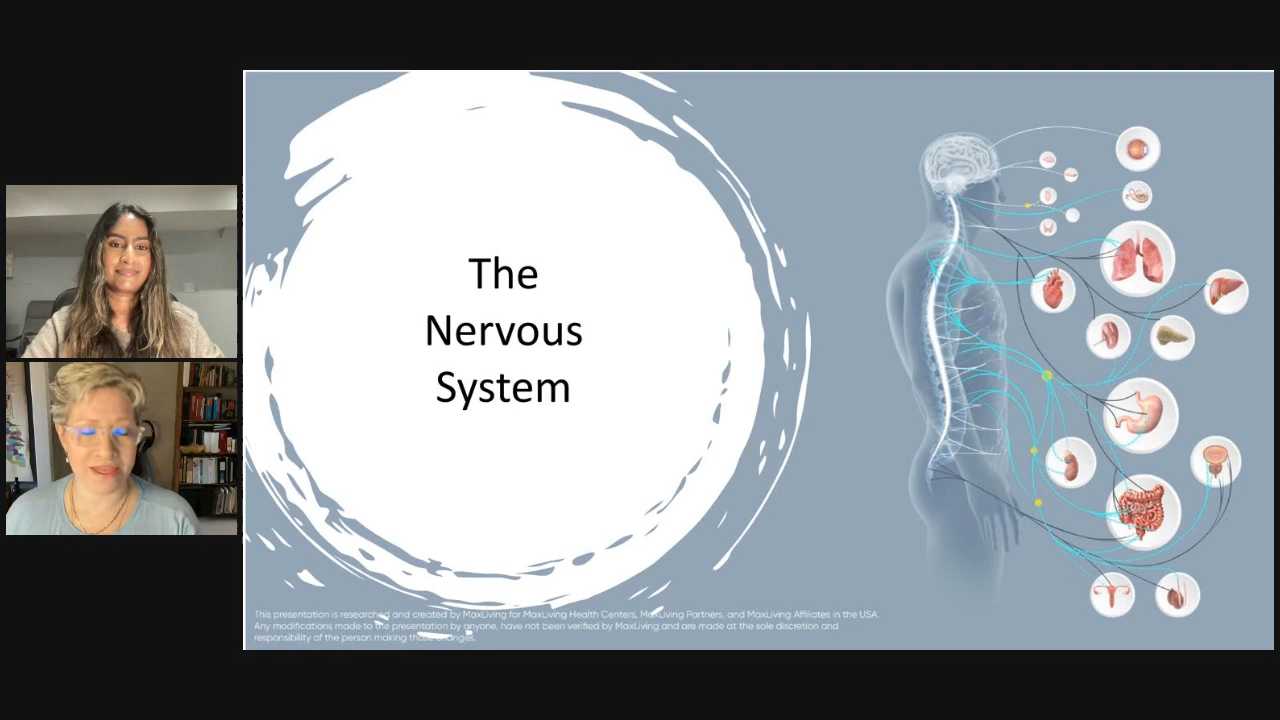 The
Nervous
System
This presentation is researched and created by MaxLiving for MaxLiving Health Centers, MaxLiving Partners, and MaxLiving Affiliates in the USA.
Any modifications made to the presentation by anyone, have not been verified by MaxLiving and are made at the sole discretion and
responsibility of the person making those changes.